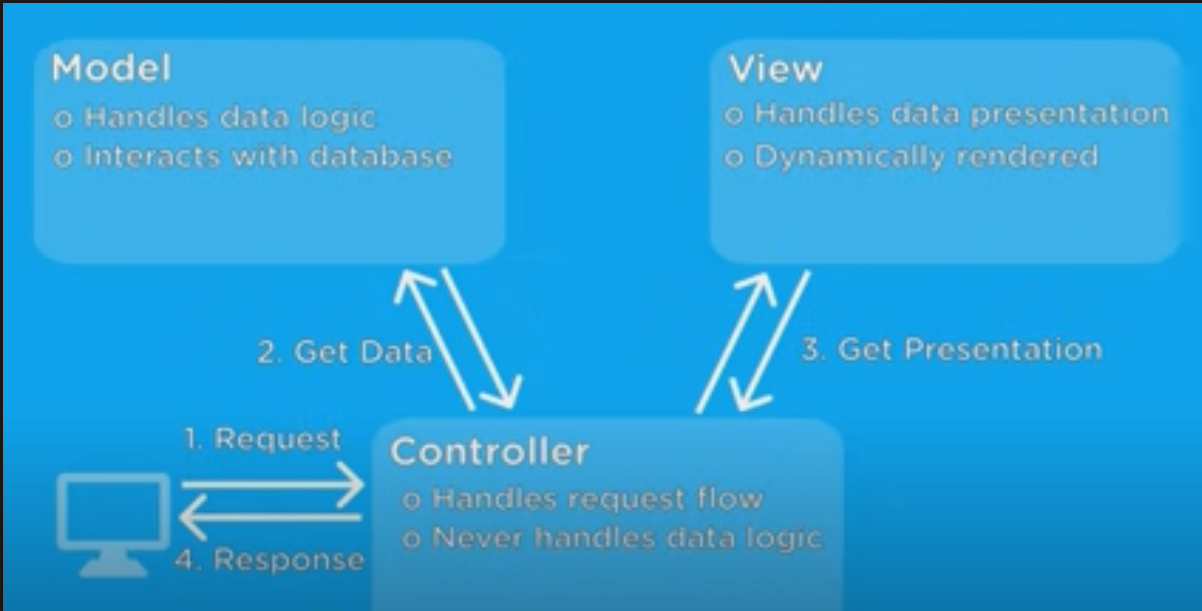 Model
o Handles data logic
o Interacts with database
View
o Handles data presentation
o Dynamically rendered
2. Get Data
3. Get Presentation
1. Request
4. Response
Controller
o Handles request flow
o Never handles data logic